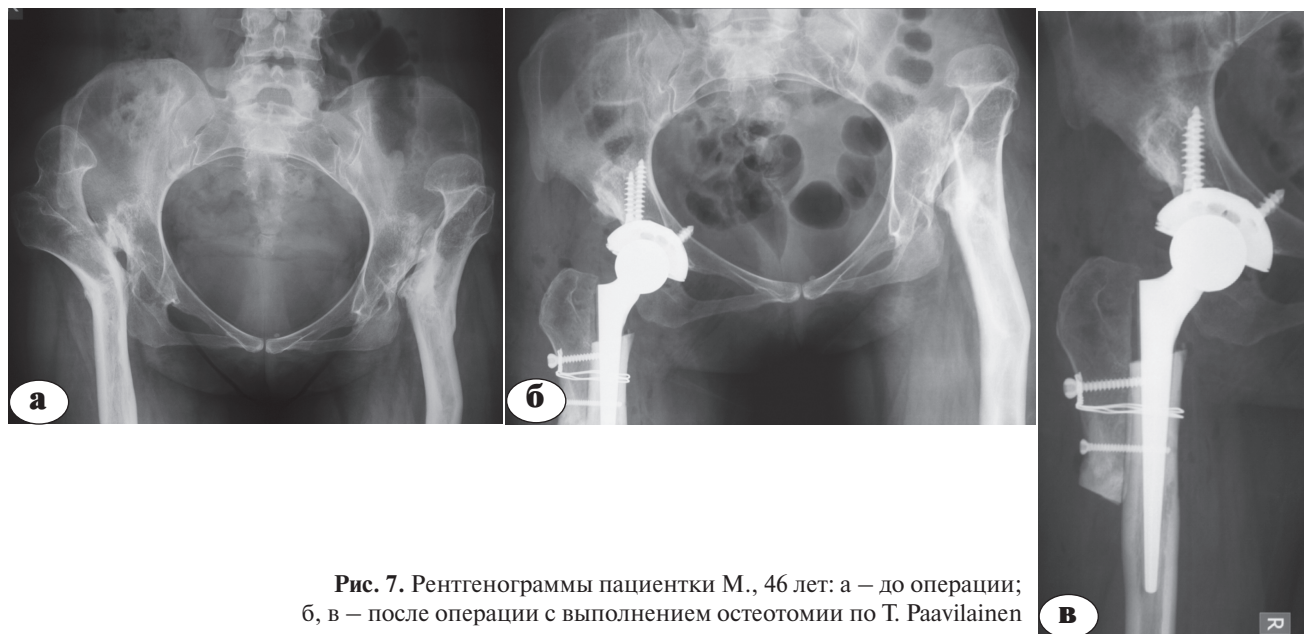 а
б
в
R
Рис. 7. Рентгенограммы пациентки М., 46 лет: а – до операции;
б, в – после операции с выполнением остеотомии по T. Paavilainen